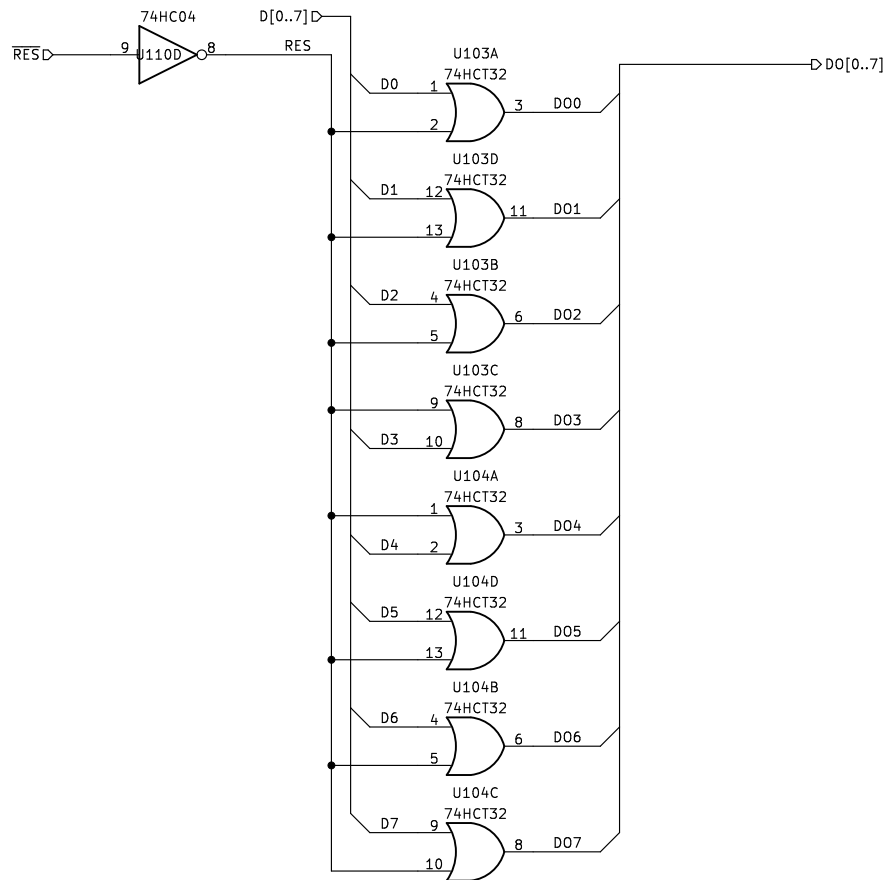 74HC04
D[0..7]
RES 9 U110D 8 RES
DO[0..7]
U103A
74HCT32
D0 1 3 DO0
2
U103D
74HCT32
D1 12 11 DO1
13
U103B
74HCT32
D2 4 6 DO2
5
U103C
74HCT32
9 8 DO3
D3 10
U104A
74HCT32
1 3 DO4
D4 2
U104D
74HCT32
D5 12 11 DO5
13
U104B
74HCT32
D6 4 6 DO6
5
U104C
74HCT32
D7 9 8 DO7
10